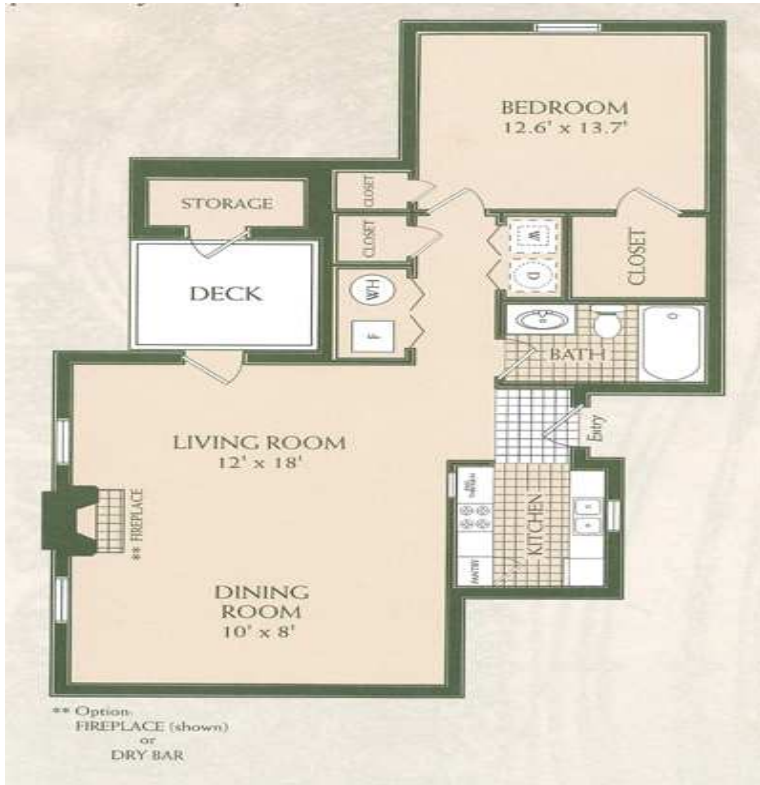 BEDROOM
12.6' x 13.7'
CLOSET
STORAGE
CLOSET
W
CLOSET
D
DECK
WH
F
BATH
LIVING ROOM
12' x 18'
Entry
** FIREPLACE
KITCHEN
PANTRY
DINING
ROOM
10' x 8'
** Option:
FIREPLACE (shown)
or
DRY BAR